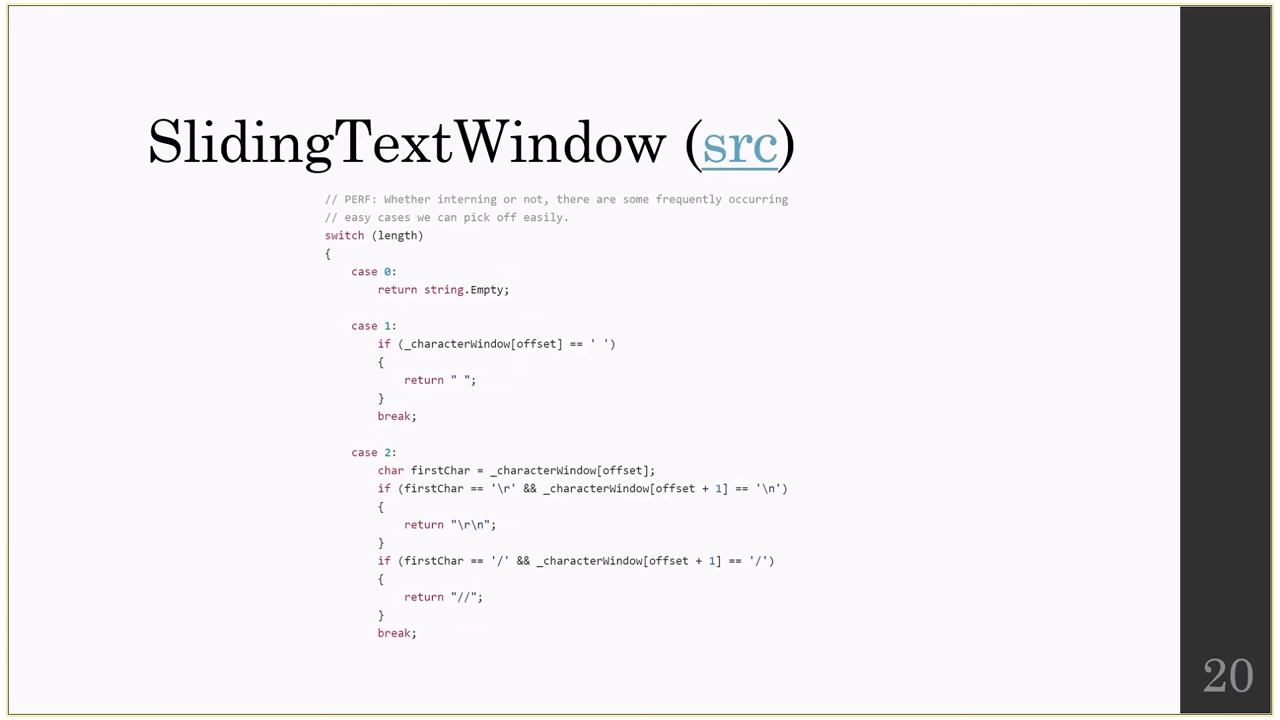 SlidingTextWindow (src)
// PERF: Whether interning or not, there are some frequently occurring
// easy cases we can pick off easily.
switch (length)
{
case 0:
return string.Empty;
case 1:
if (_characterWindow[offset] == ' ')
{
return " ";
}
break;
case 2:
char firstChar = _characterWindow[offset];
if (firstChar == '\r' && _characterWindow[offset + 1] == '\n')
{
return "\r\n";
}
if (firstChar == '/' && _characterWindow[offset + 1] == '/')
{
return "//";
}
break;
20